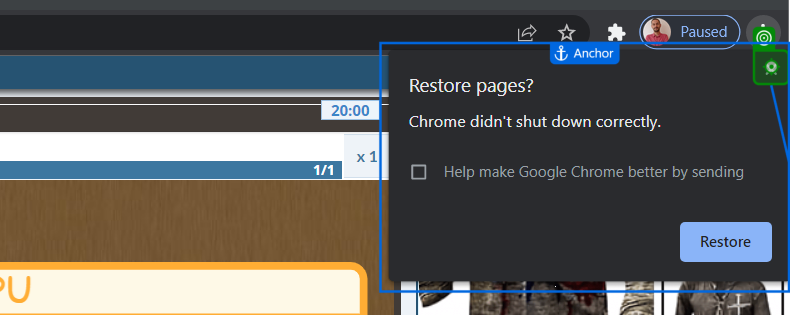 Paused
Anchor
Restore pages?
20:00
Chrome didn't shut down correctly.
x 1
1/1
Help make Google Chrome better by sending
Restore
PU